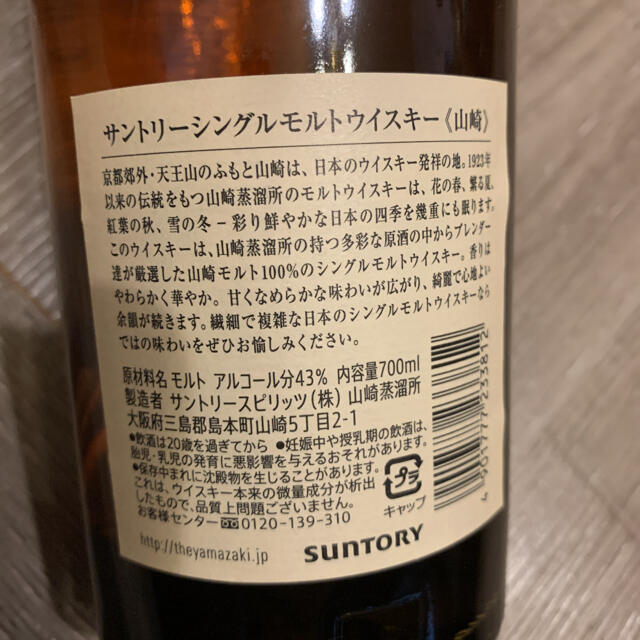 サントリーシングルモルトウイスキー《山崎》
京都郊外・天王山のふもと山崎は、日本のウイスキー発祥の地。1923年
以来の伝統をもつ山崎蒸溜所のモルトウイスキーは、花の春、繁る夏、
紅葉の秋、雪の冬－彩り鮮やかな日本の四季を幾重にも眠ります。
このウイスキーは、山崎蒸溜所の持つ多彩な原酒の中からブレンダー
達が厳選した山崎モルト100%のシングルモルトウイスキー。香りは
やわらかく華やか。甘くなめらかな味わいが広がり、綺麗で心地よい
余韻が続きます。繊細で複雑な日本のシングルモルトウイスキーなら
ではの味わいをぜひお愉しみください。
原材料名 モルト アルコール分43% 内容量700ml
製造者 サントリースピリッツ(株) 山崎蒸溜所
大阪府三島郡島本町山崎5丁目2-1
●飲酒は20歳を過ぎてから ●妊娠中や授乳期の飲酒は、
胎児・乳児の発育に悪影響を与えるおそれがあります。
●保存中まれに沈殿物を生じることがあります。
これは、ウイスキー本来の微量成分が析出
したもので、品質上問題ございません。
お客様センター 0120-139-310
http://theyamazaki.jp
SUNTORY
プラ
キャップ
4 901777 233812